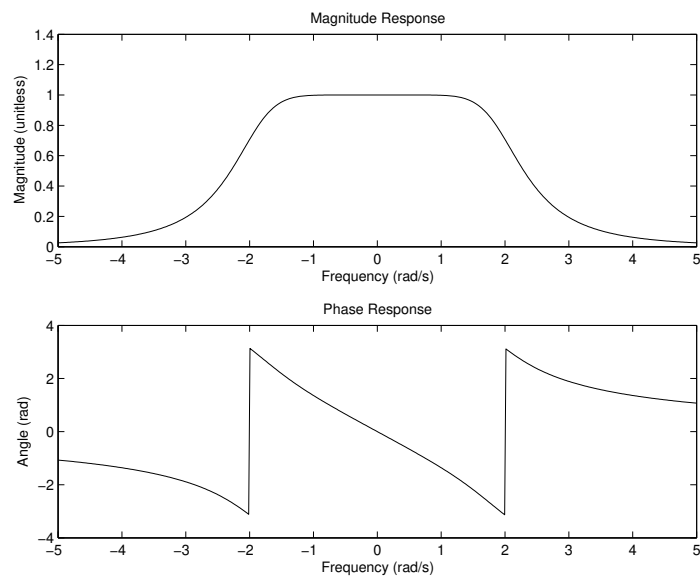 Magnitude Response
1.4
1.2
1
0.8
0.6
0.4
0.2
0
Magnitude (unitless)
−5 −4 −3 −2 −1 0 1 2 3 4 5
Frequency (rad/s)
Phase Response
4
2
0
−2
−4
Angle (rad)
−5 −4 −3 −2 −1 0 1 2 3 4 5
Frequency (rad/s)